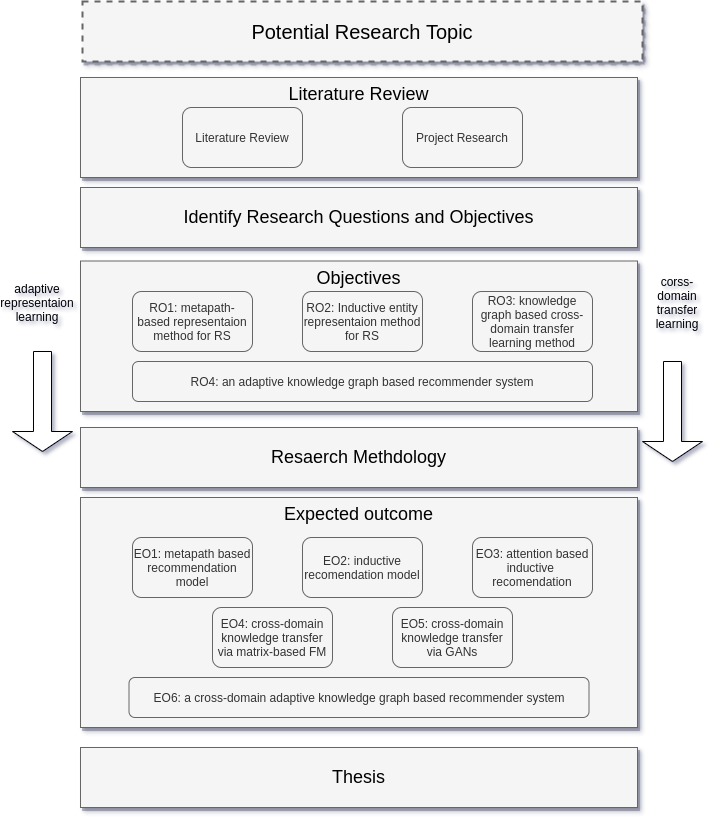 Potential Research Topic
Literature Review
Literature Review
Project Research
Identify Research Questions and Objectives
adaptive
representaion
learning
corss-
domain
transfer
learning
Objectives
RO1: metapath-
based representaion
method for RS
RO2: Inductive entity
representaion method
for RS
RO3: knowledge
graph based cross-
domain transfer
learning method
RO4: an adaptive knowledge graph based recommender system
Resaerch Methdology
Expected outcome
EO1: metapath based
recommendation
model
EO2: inductive
recomendation model
EO3: attention based
inductive
recomendation
EO4: cross-domain
knowledge transfer
via matrix-based FM
EO5: cross-domain
knowledge transfer
via GANs
EO6: a cross-domain adaptive knowledge graph based recommender system
Thesis